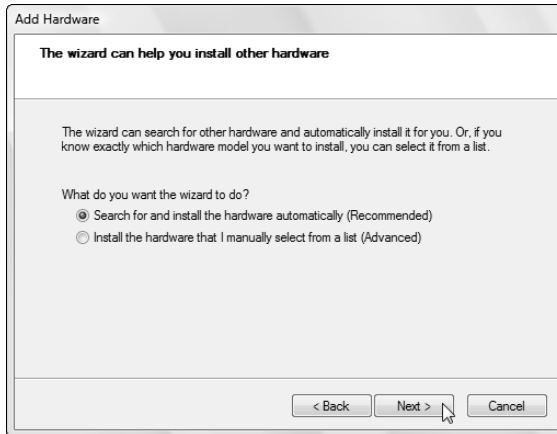 Add Hardware
The wizard can help you install other hardware
The wizard can search for other hardware and automatically install it for you. Or, if you
know exactly which hardware model you want to install, you can select it from a list.
What do you want the wizard to do?
Search for and install the hardware automatically (Recommended)
Install the hardware that I manually select from a list (Advanced)
< Back
Next >
Cancel